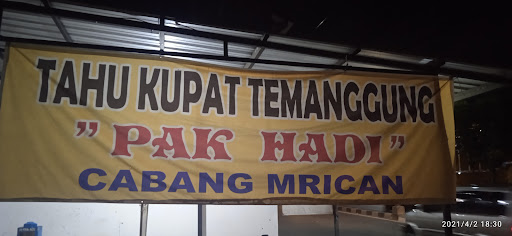 TAHU KUPAT TEMANGGUNG
"PAK HADI"
CABANG MRICAN
2021/4/2 18:30